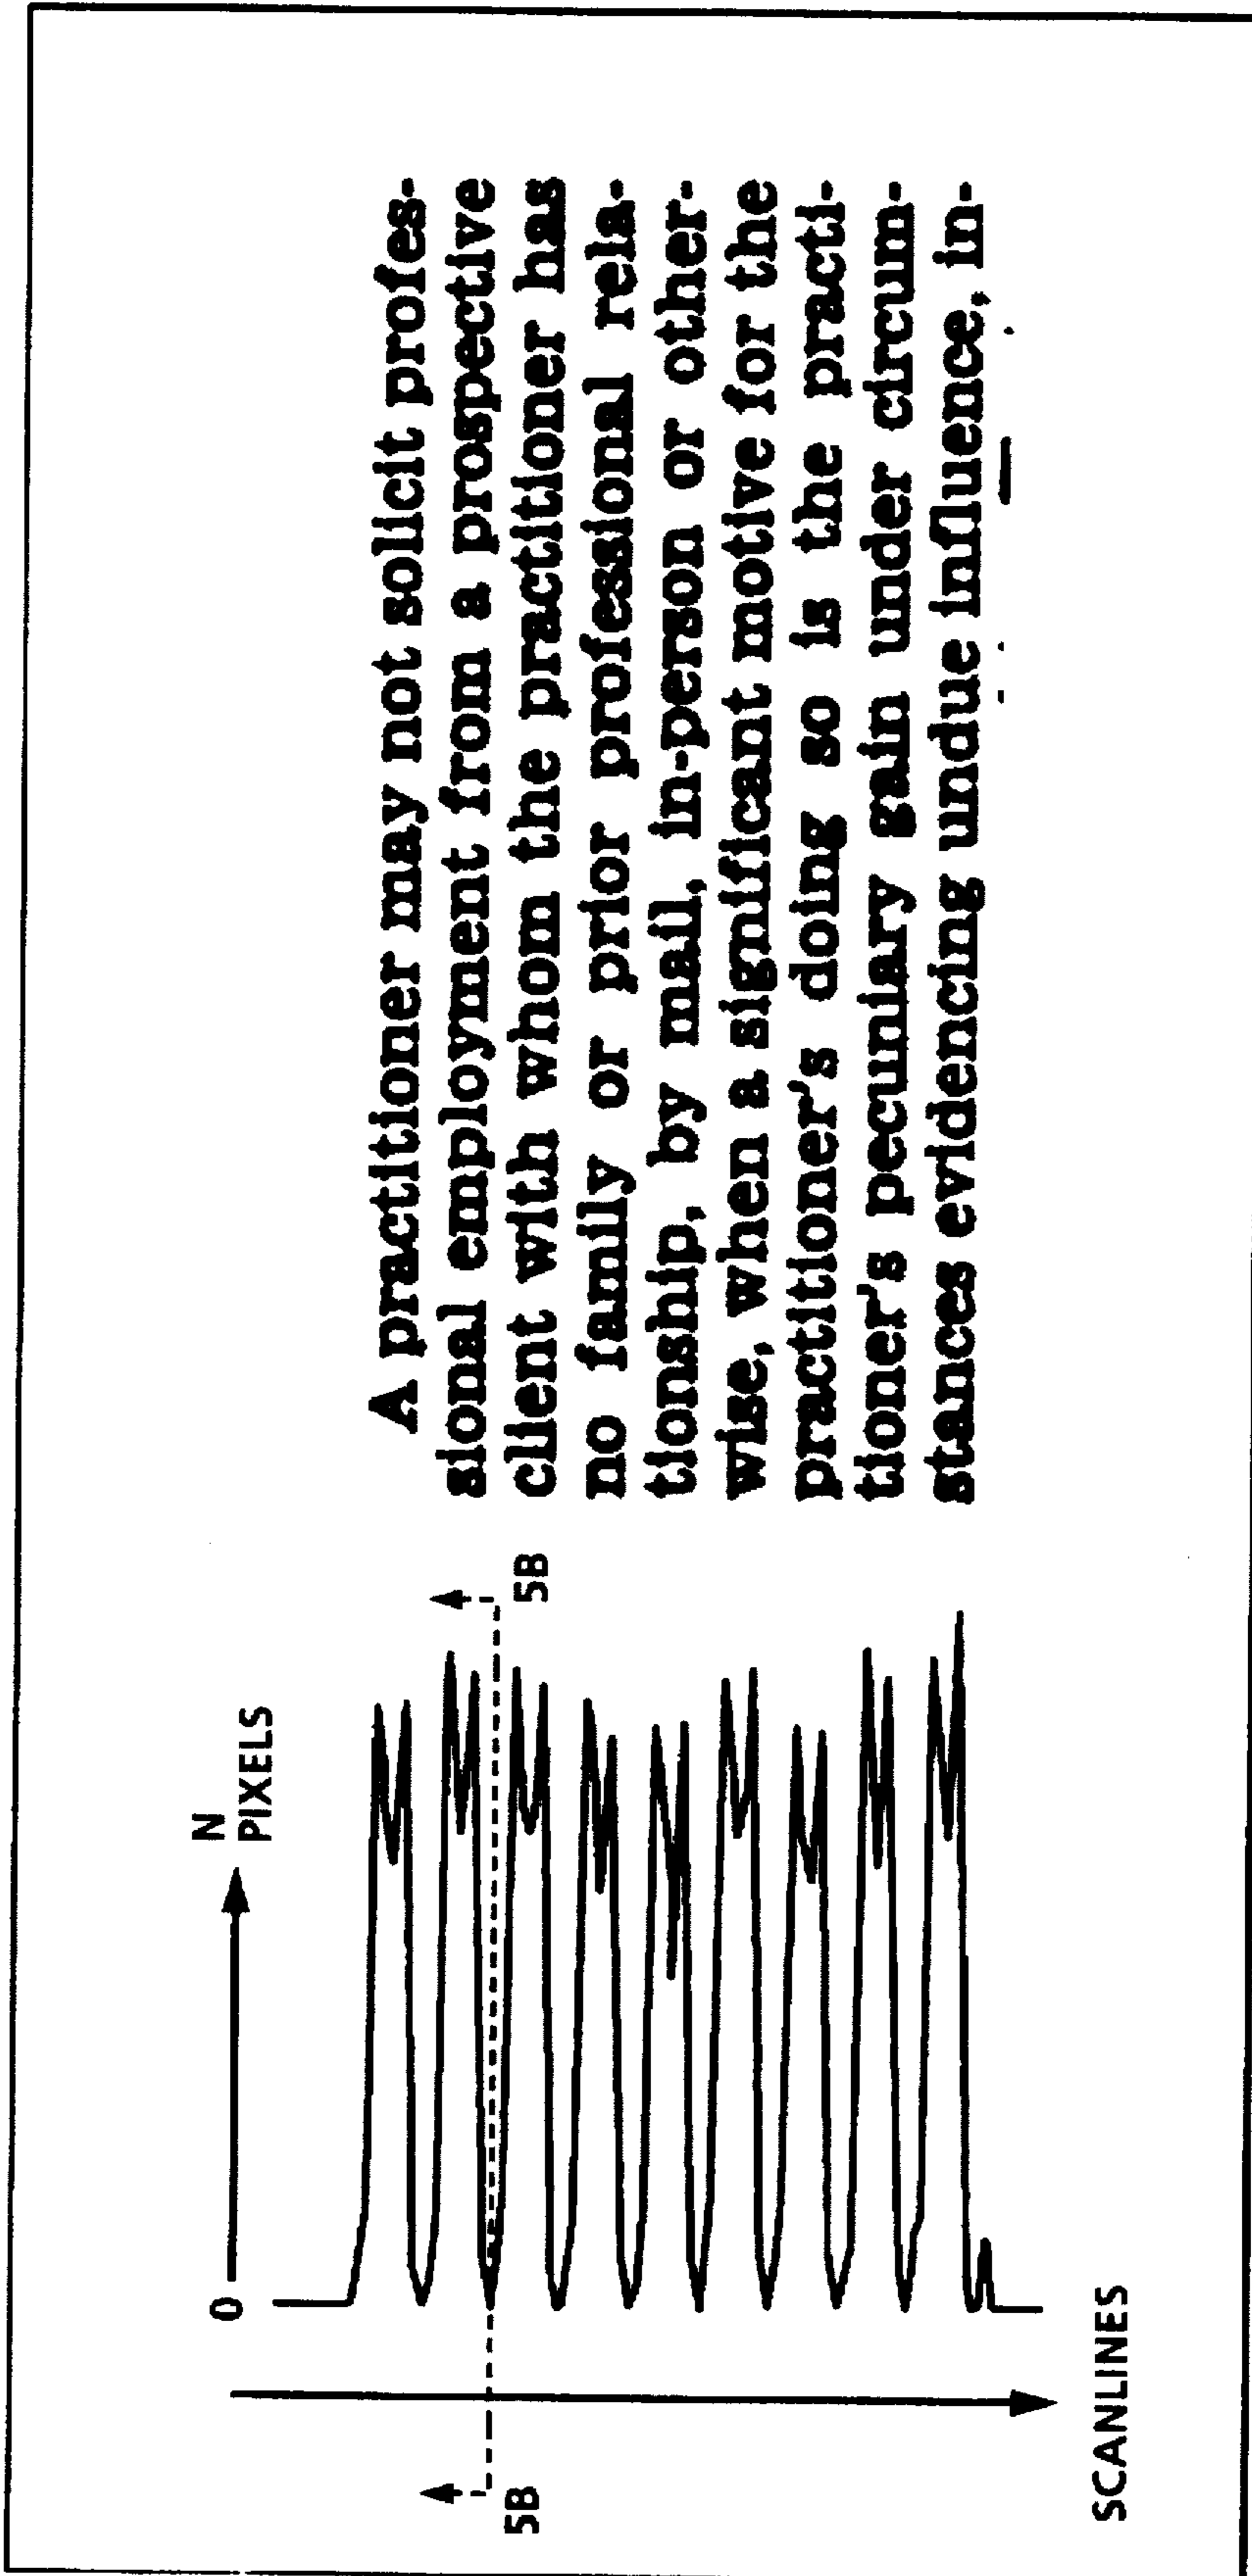 0
N
PIXELS
5B
5B
SCANLINES
A practitioner may not solicit profes-
sional employment from a prospective
client with whom the practitioner has
no family or prior professional rela-
tionship, by mail, in-person or other-
wise, when a significant motive for the
practitioner's doing so is the practi-
tioner's pecuniary gain under circum-
stances evidencing undue influence, in-